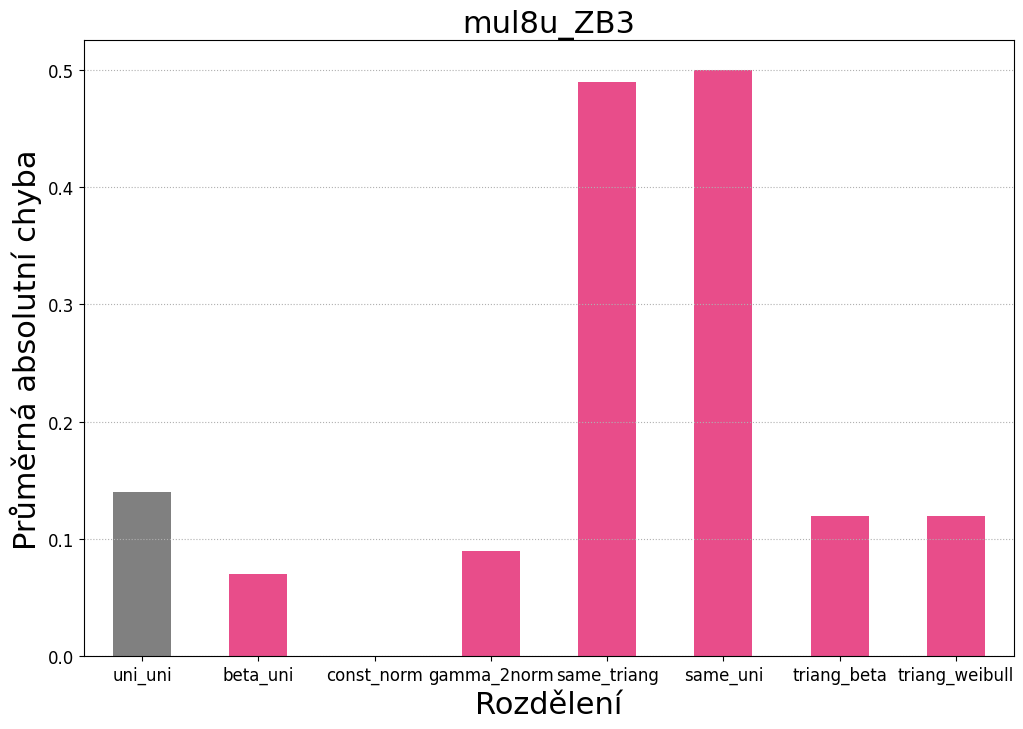 mul8u_ZB3
Průměrná absolutní chyba
0.5
0.4
0.3
0.2
0.1
0.0
uni_uni beta_uni const_norm gamma_2norm same_triang same_uni triang_beta triang_weibull
Rozdělení